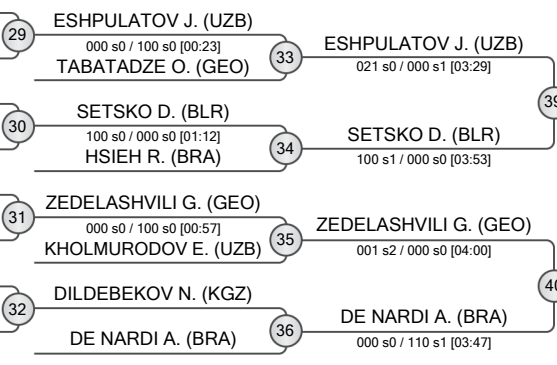 ESHPULATOV J. (UZB)
29
000 s0 / 100 s0 [00:23]
33
ESHPULATOV J. (UZB)
TABATADZE O. (GEO)
021 s0 / 000 s1 [03:29]
39
SETSKO D. (BLR)
30
100 s0 / 000 s0 [01:12]
34
SETSKO D. (BLR)
HSIEH R. (BRA)
100 s1 / 000 s0 [03:53]
ZEDELASHVILI G. (GEO)
31
000 s0 / 100 s0 [00:57]
35
ZEDELASHVILI G. (GEO)
KHOLMURODOV E. (UZB)
001 s2 / 000 s0 [04:00]
40
DILDEBEKOV N. (KGZ)
32
36
DE NARDI A. (BRA)
DE NARDI A. (BRA)
000 s0 / 110 s1 [03:47]